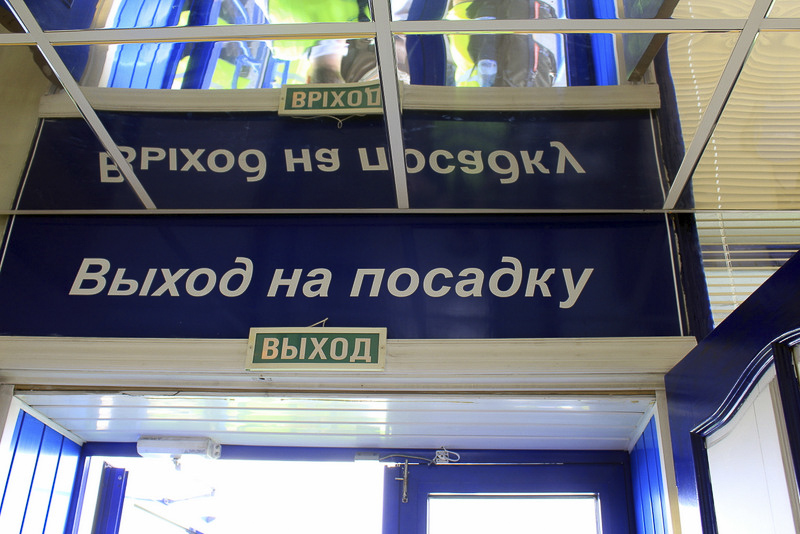 Выход на посадку
ВЫХОД